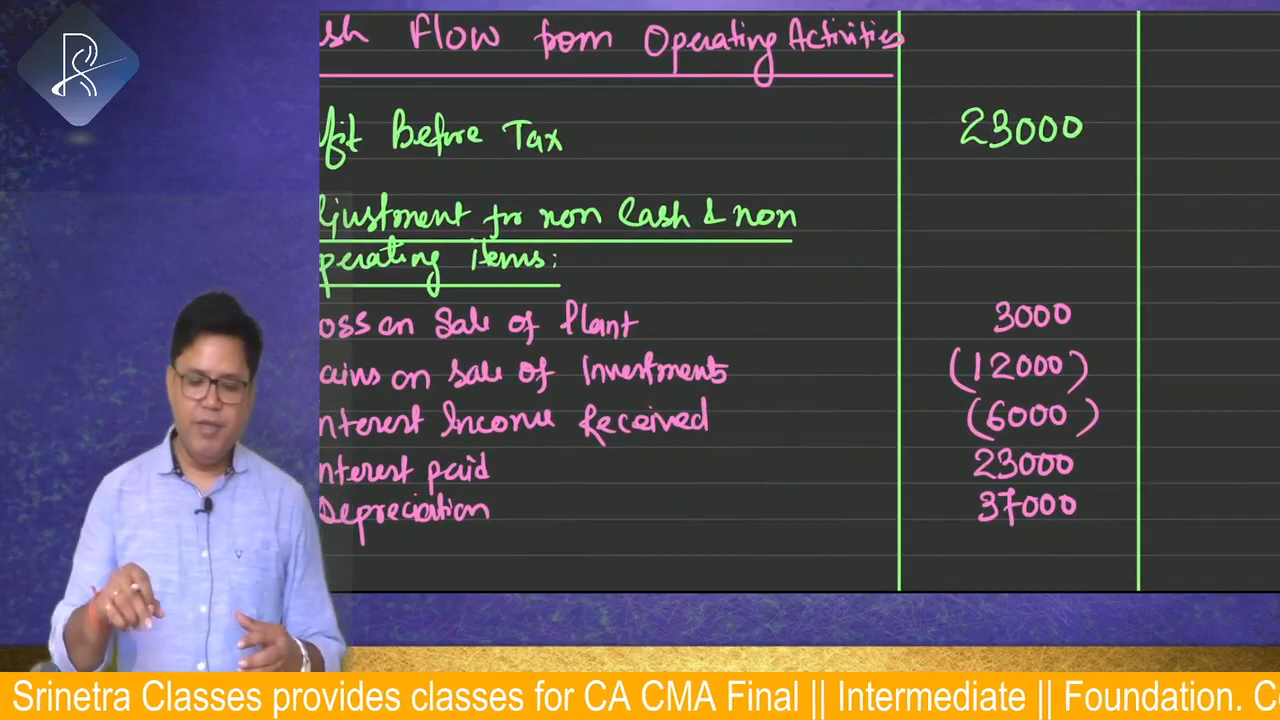 sh Flow from Operating Activities
fit Before Tax 23000
djustment for non Cash & non
perating items:
oss on Sale of Plant 3000
ains on Sale of Investments (12000)
nterest Income Received (6000)
nterest paid 23000
Depreciation 37000
Srinetra Classes provides classes for CA CMA Final || Intermediate || Foundation. C